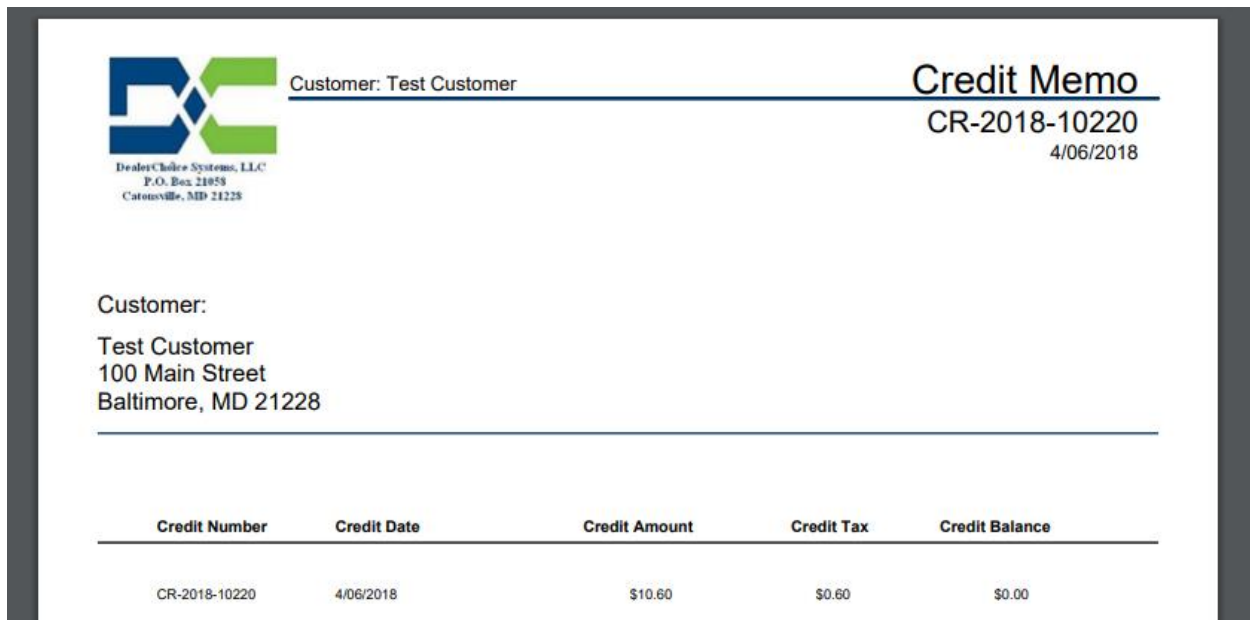 Customer: Test Customer
Credit Memo
CR-2018-10220
4/06/2018
DealerChoice Systems, LLC
P.O. Box 21058
Catonsville, MD 21228
Customer:
Test Customer
100 Main Street
Baltimore, MD 21228
Credit Number Credit Date Credit Amount Credit Tax Credit Balance
CR-2018-10220 4/06/2018 $10.60 $0.60 $0.00